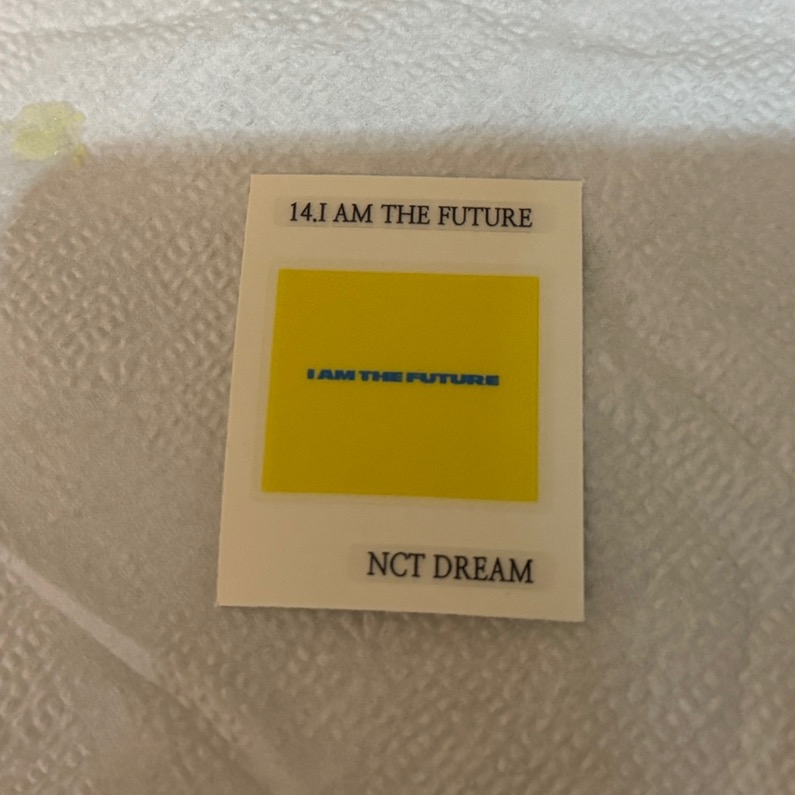 14.I AM THE FUTURE
I AM THE FUTURE
NCT DREAM